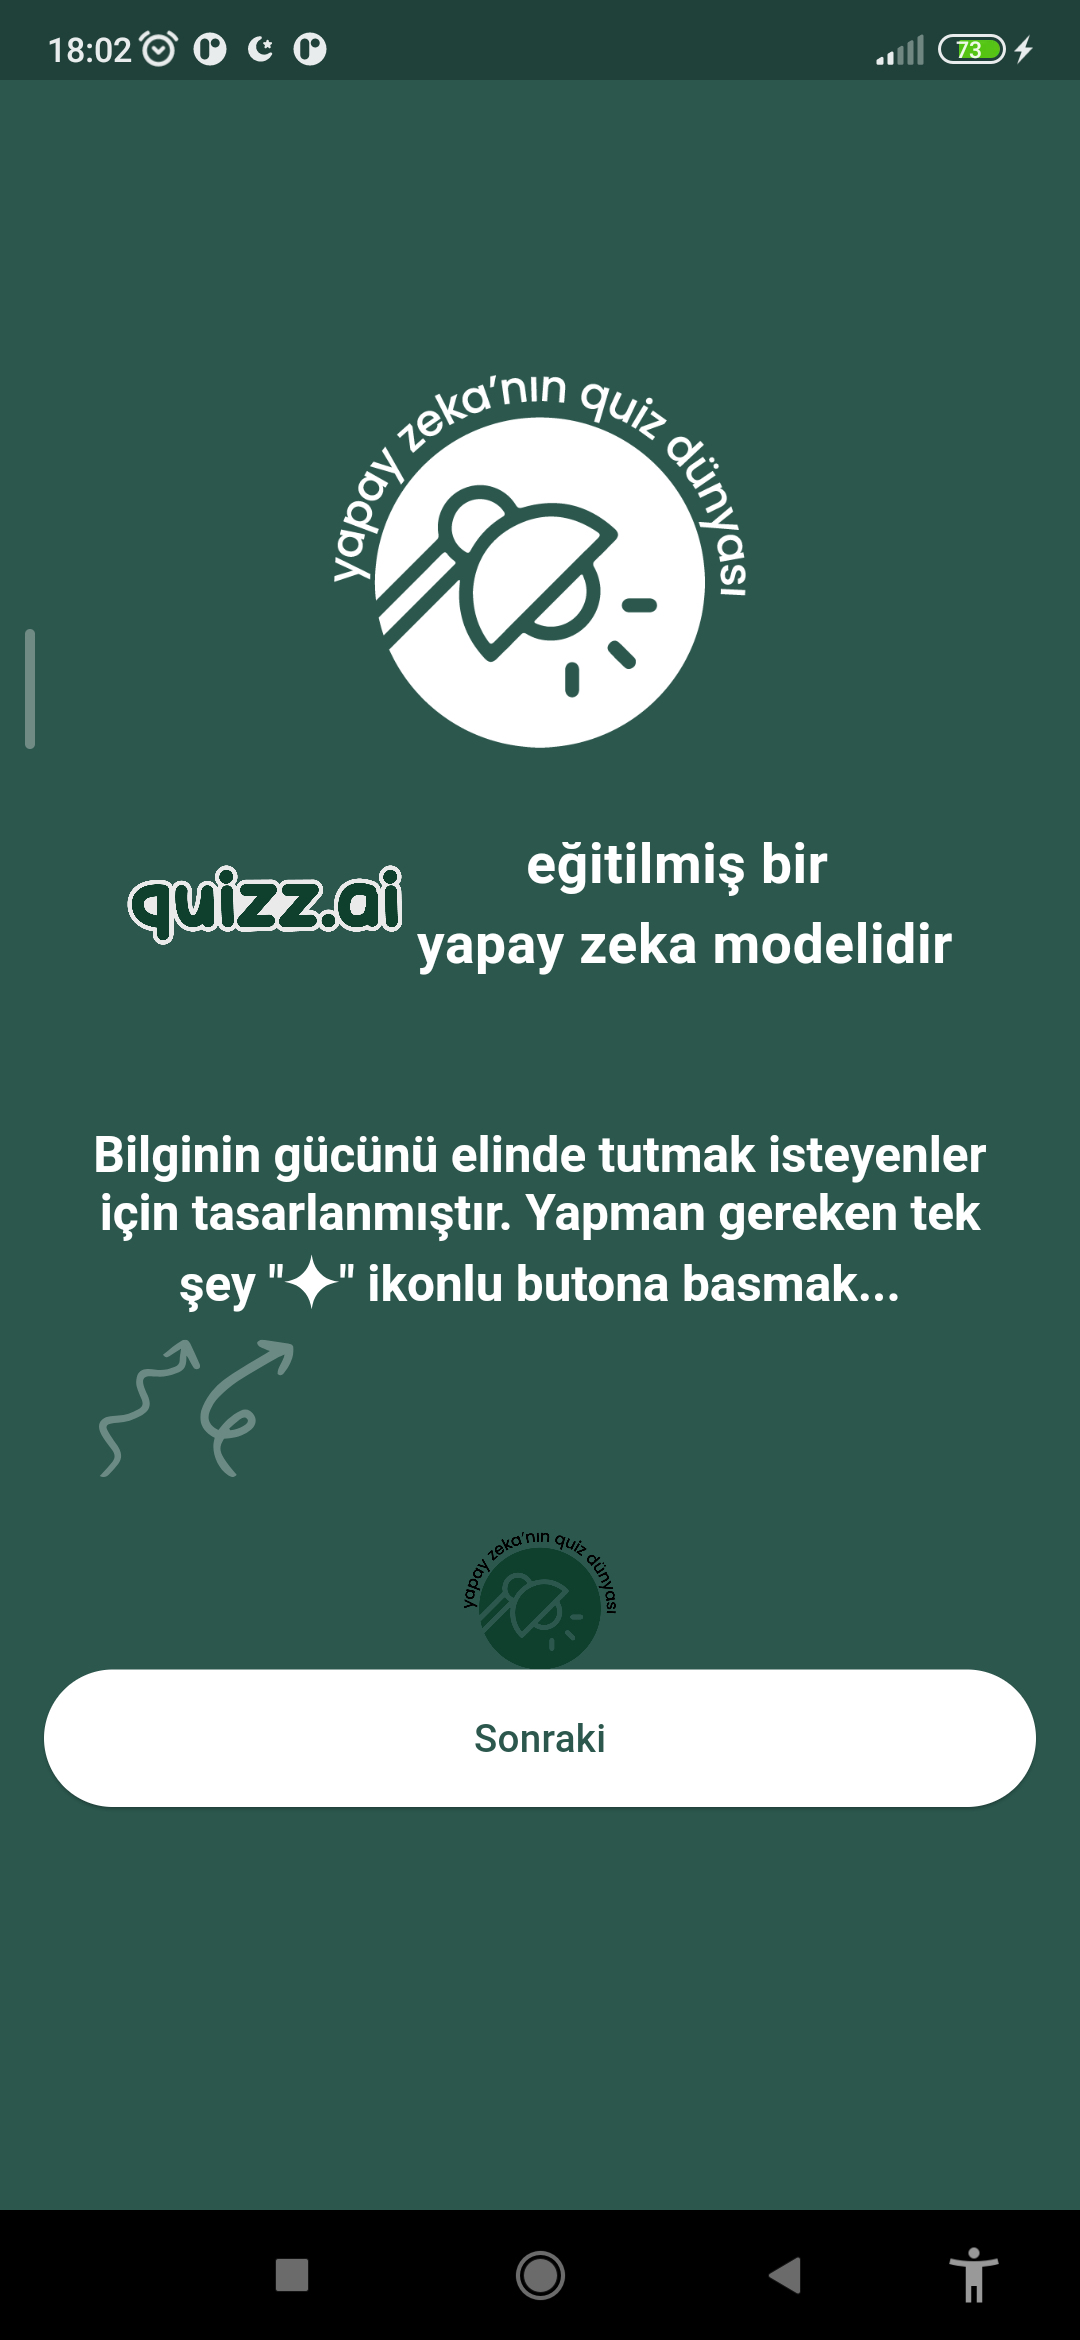 18:02
73
yapay zeka'nın quiz dünyası
quizz.ai
eğitilmiş bir
yapay zeka modelidir
Bilginin gücünü elinde tutmak isteyenler
için tasarlanmıştır. Yapman gereken tek
şey "✦" ikonlu butona basmak...
yapay zeka'nın quiz dünyası
Sonraki